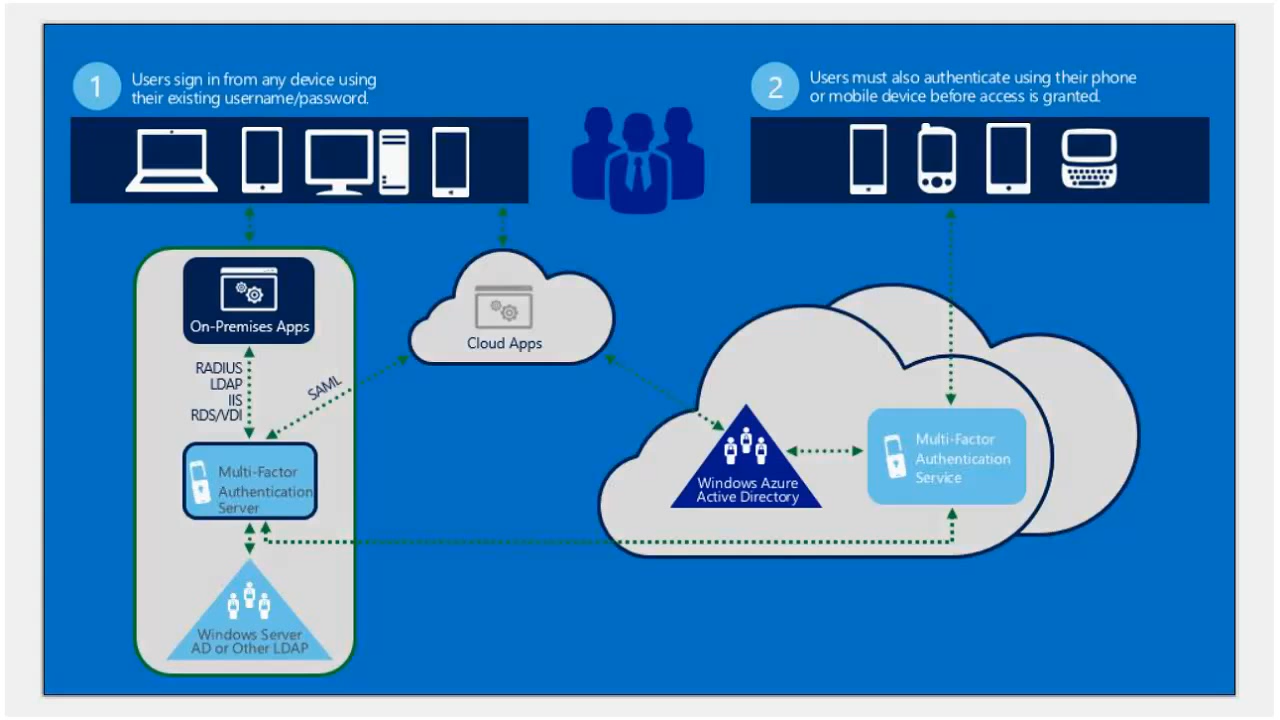 1
Users sign in from any device using
their existing username/password.
2
Users must also authenticate using their phone
or mobile device before access is granted.
On-Premises Apps
Cloud Apps
RADIUS
LDAP
IIS
RDS/VDI
SAML
Multi-Factor
Authentication
Server
Windows Azure
Active Directory
Multi-Factor
Authentication
Service
Windows Server
AD or Other LDAP